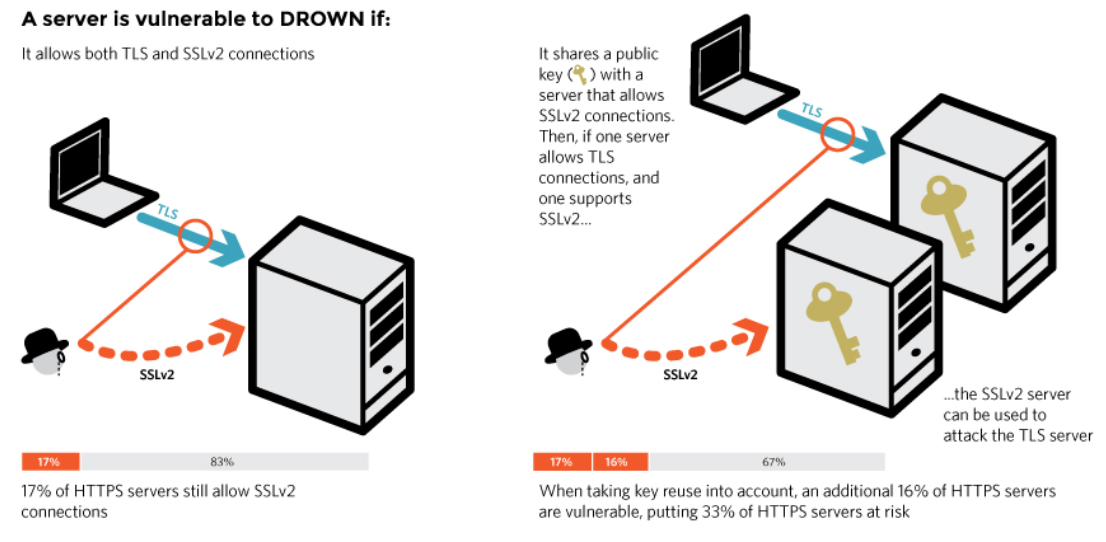 A server is vulnerable to DROWN if:
It allows both TLS and SSLv2 connections
TLS
SSLv2
17%
83%
17% of HTTPS servers still allow SSLv2
connections
It shares a public
key ( ) with a
server that allows
SSLv2 connections.
Then, if one server
allows TLS
connections, and
one supports
SSLv2...
TLS
SSLv2
...the SSLv2 server
can be used to
attack the TLS server
17%
16%
67%
When taking key reuse into account, an additional 16% of HTTPS servers
are vulnerable, putting 33% of HTTPS servers at risk